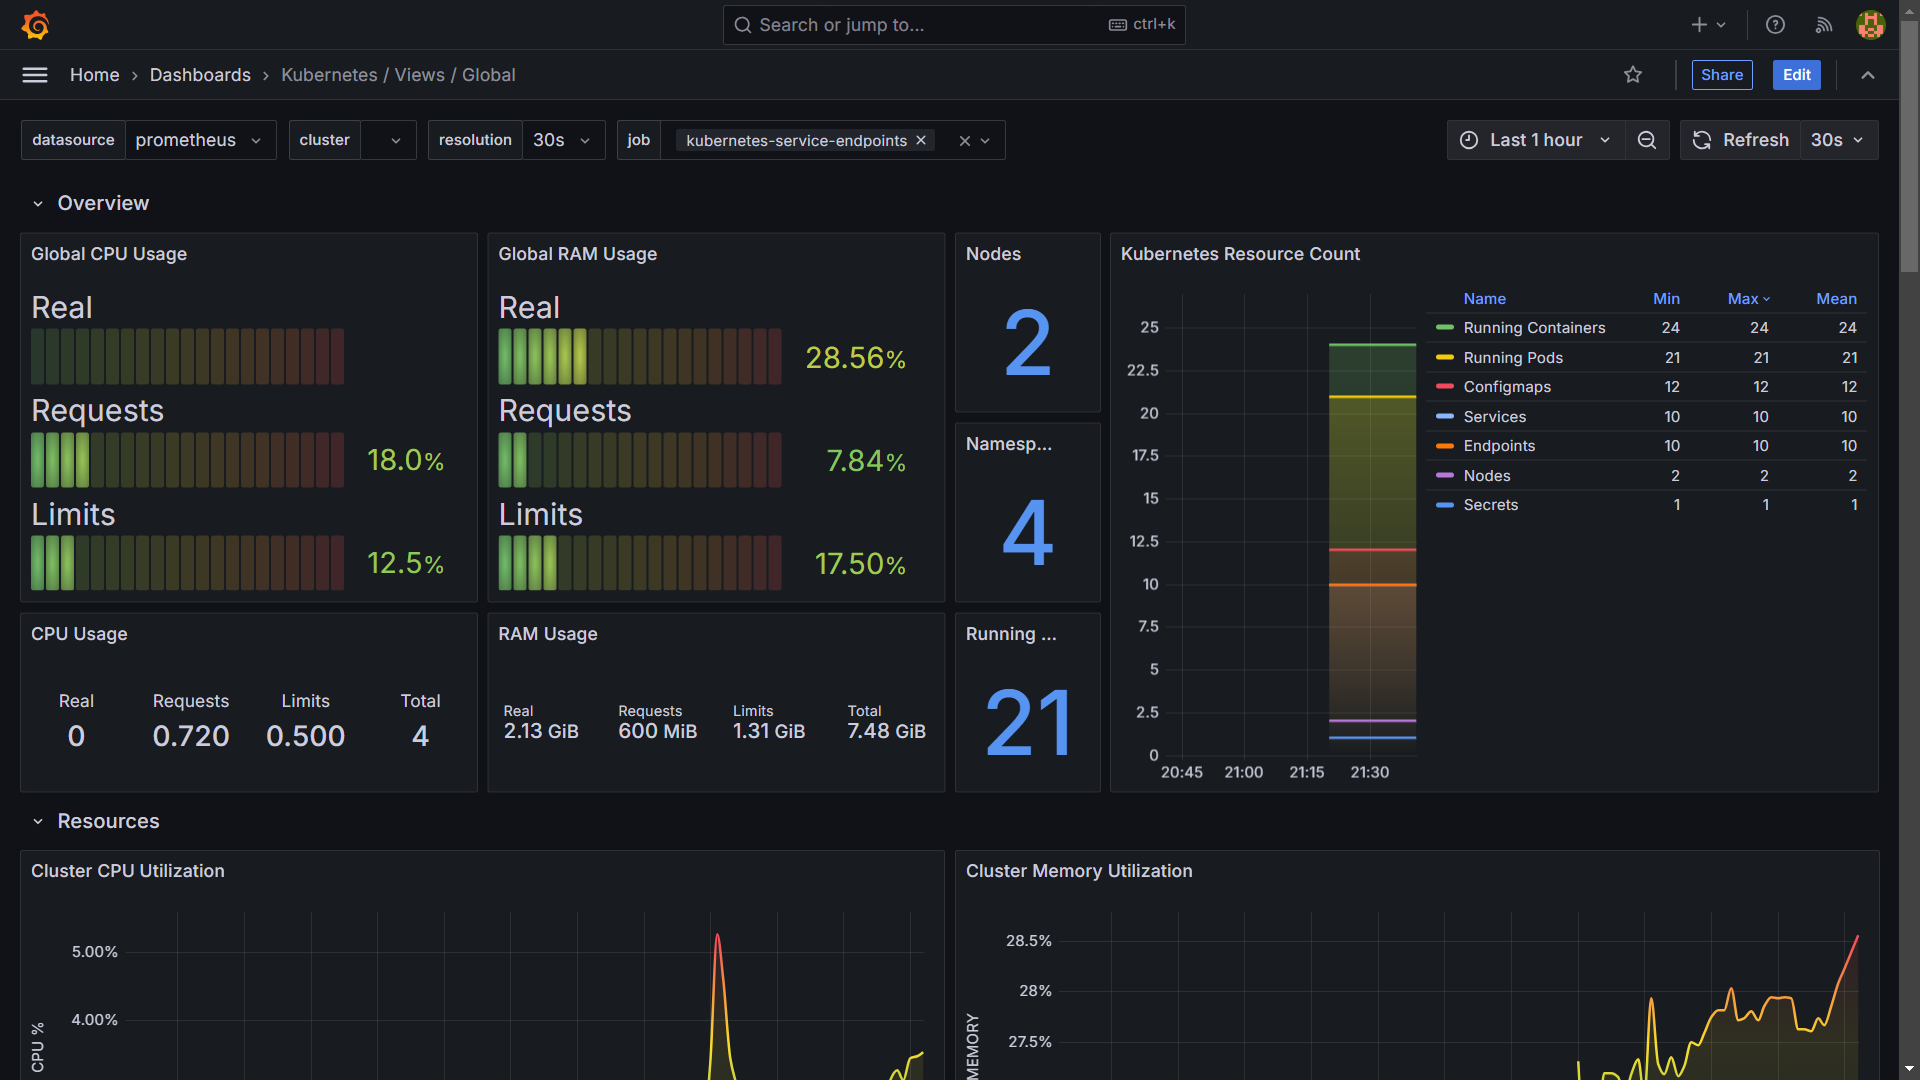 Search or jump to... ctrl+k
Home › Dashboards › Kubernetes / Views / Global
Share Edit
datasource prometheus cluster resolution 30s job kubernetes-service-endpoints Last 1 hour Refresh 30s
Overview
Global CPU Usage
Real
Requests
18.0%
Limits
12.5%
Global RAM Usage
Real
28.56%
Requests
7.84%
Limits
17.50%
Nodes
2
Namesp...
4
Running ...
21
Kubernetes Resource Count
25
22.5
20
17.5
15
12.5
10
7.5
5
2.5
0
20:45 21:00 21:15 21:30
Name Min Max Mean
Running Containers 24 24 24
Running Pods 21 21 21
Configmaps 12 12 12
Services 10 10 10
Endpoints 10 10 10
Nodes 2 2 2
Secrets 1 1 1
CPU Usage
Real Requests Limits Total
0 0.720 0.500 4
RAM Usage
Real Requests Limits Total
2.13 GiB 600 MiB 1.31 GiB 7.48 GiB
Resources
Cluster CPU Utilization
5.00%
4.00%
CPU %
Cluster Memory Utilization
28.5%
28%
27.5%
MEMORY